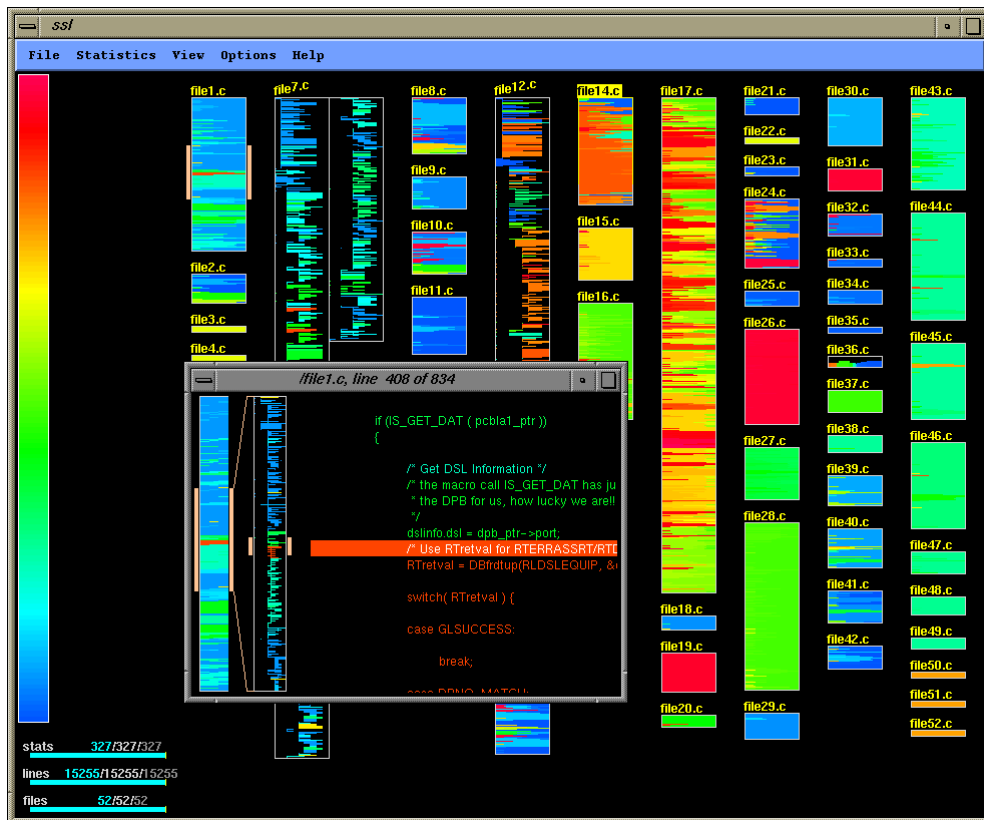 ssl
File Statistics View Options Help
file1.c
file2.c
file3.c
file4.c
file7.c
file8.c
file9.c
file10.c
file11.c
file12.c
file14.c
file15.c
file16.c
file17.c
file18.c
file19.c
file20.c
file21.c
file22.c
file23.c
file24.c
file25.c
file26.c
file27.c
file28.c
file29.c
file30.c
file31.c
file32.c
file33.c
file34.c
file35.c
file36.c
file37.c
file38.c
file39.c
file40.c
file41.c
file42.c
file43.c
file44.c
file45.c
file46.c
file47.c
file48.c
file49.c
file50.c
file51.c
file52.c
/file1.c, line 408 of 834
if (IS_GET_DAT ( pcbla1_ptr ))
{
/* Get DSL Information */
/* the macro call IS_GET_DAT has ju
* the DPB for us, how lucky we are!!
*/
dslinfo.dsl = dpb_ptr->port;
/* Use RTretval for RTERRASSRT/RTD
RTretval = DBfrdtup(RLDSLEQUIP, &
switch( RTretval ) {
case GLSUCCESS:
break;
stats 327/327/327
lines 15255/15255/15255
files 52/52/52